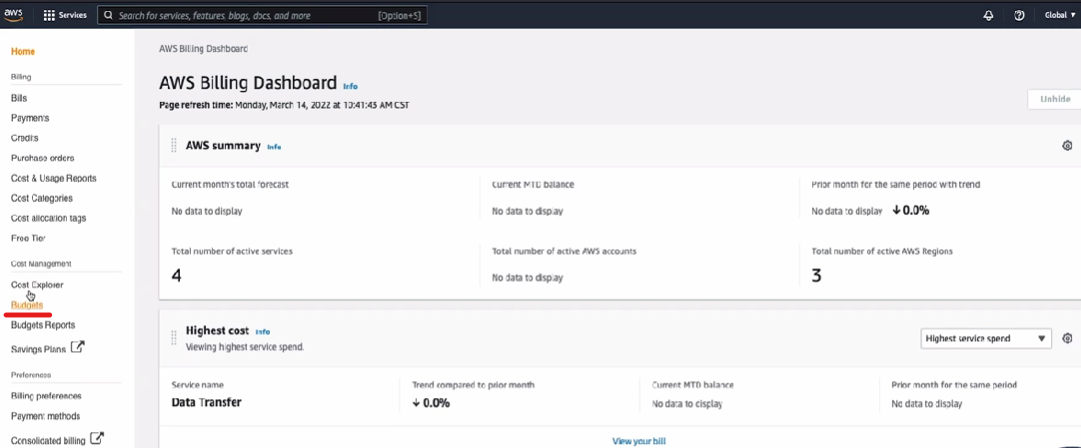 aws
Services
Search for services, features, blogs, docs, and more
[Option+S]
Global
Home
Billing
Bills
Payments
Credits
Purchase orders
Cost & Usage Reports
Cost Categories
Cost allocation tags
Free Tier
Cost Management
Cost Explorer
Budgets
Budgets Reports
Savings Plans
Preferences
Billing preferences
Payment methods
Consolicated billing
AWS Billing Dashboard
AWS Billing Dashboard Info
Page refresh time: Monday, March 14, 2022 at 10:41:43 AM CST
Unhide
AWS summary Info
Current month's total forecast
No data to display
Current MTD balance
No data to display
Prior month for the same period with trend
No data to display 0.0%
Total number of active services
4
Total number of active AWS accounts
No data to display
Total number of active AWS Regions
3
Highest cost Info
Viewing highest service spend.
Highest service spend
Service name
Data Transfer
Trend compared to prior month
0.0%
Current MTD balance
No data to display
Prior month for the same period
No data to display
View your bill